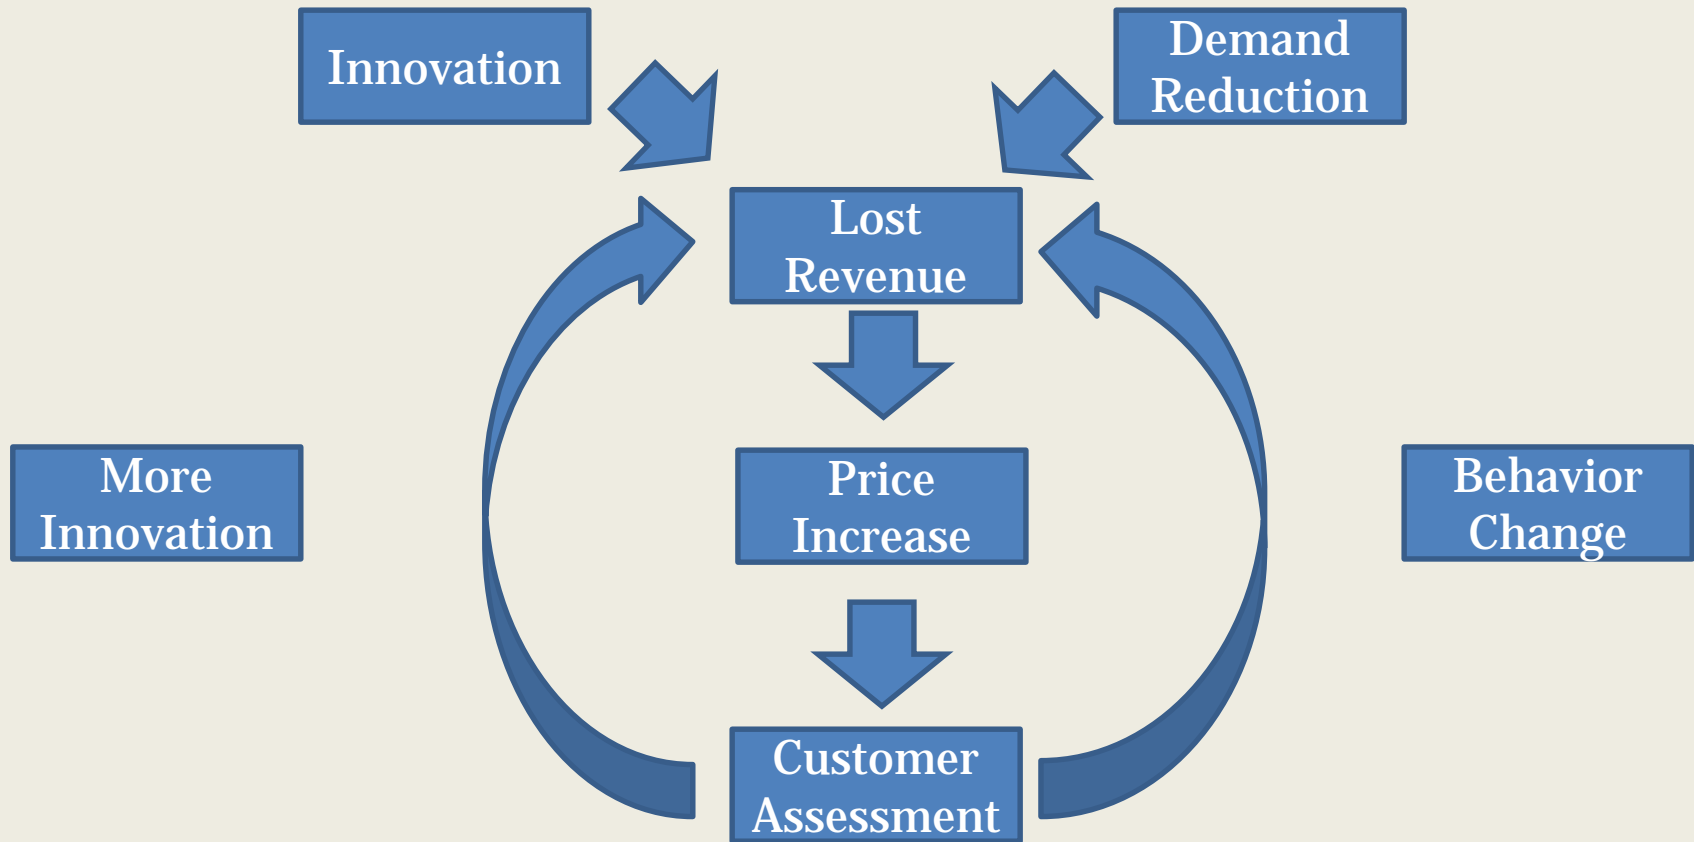 Innovation
Demand
Reduction
Lost
Revenue
More
Innovation
Price
Increase
Behavior
Change
Customer
Assessment